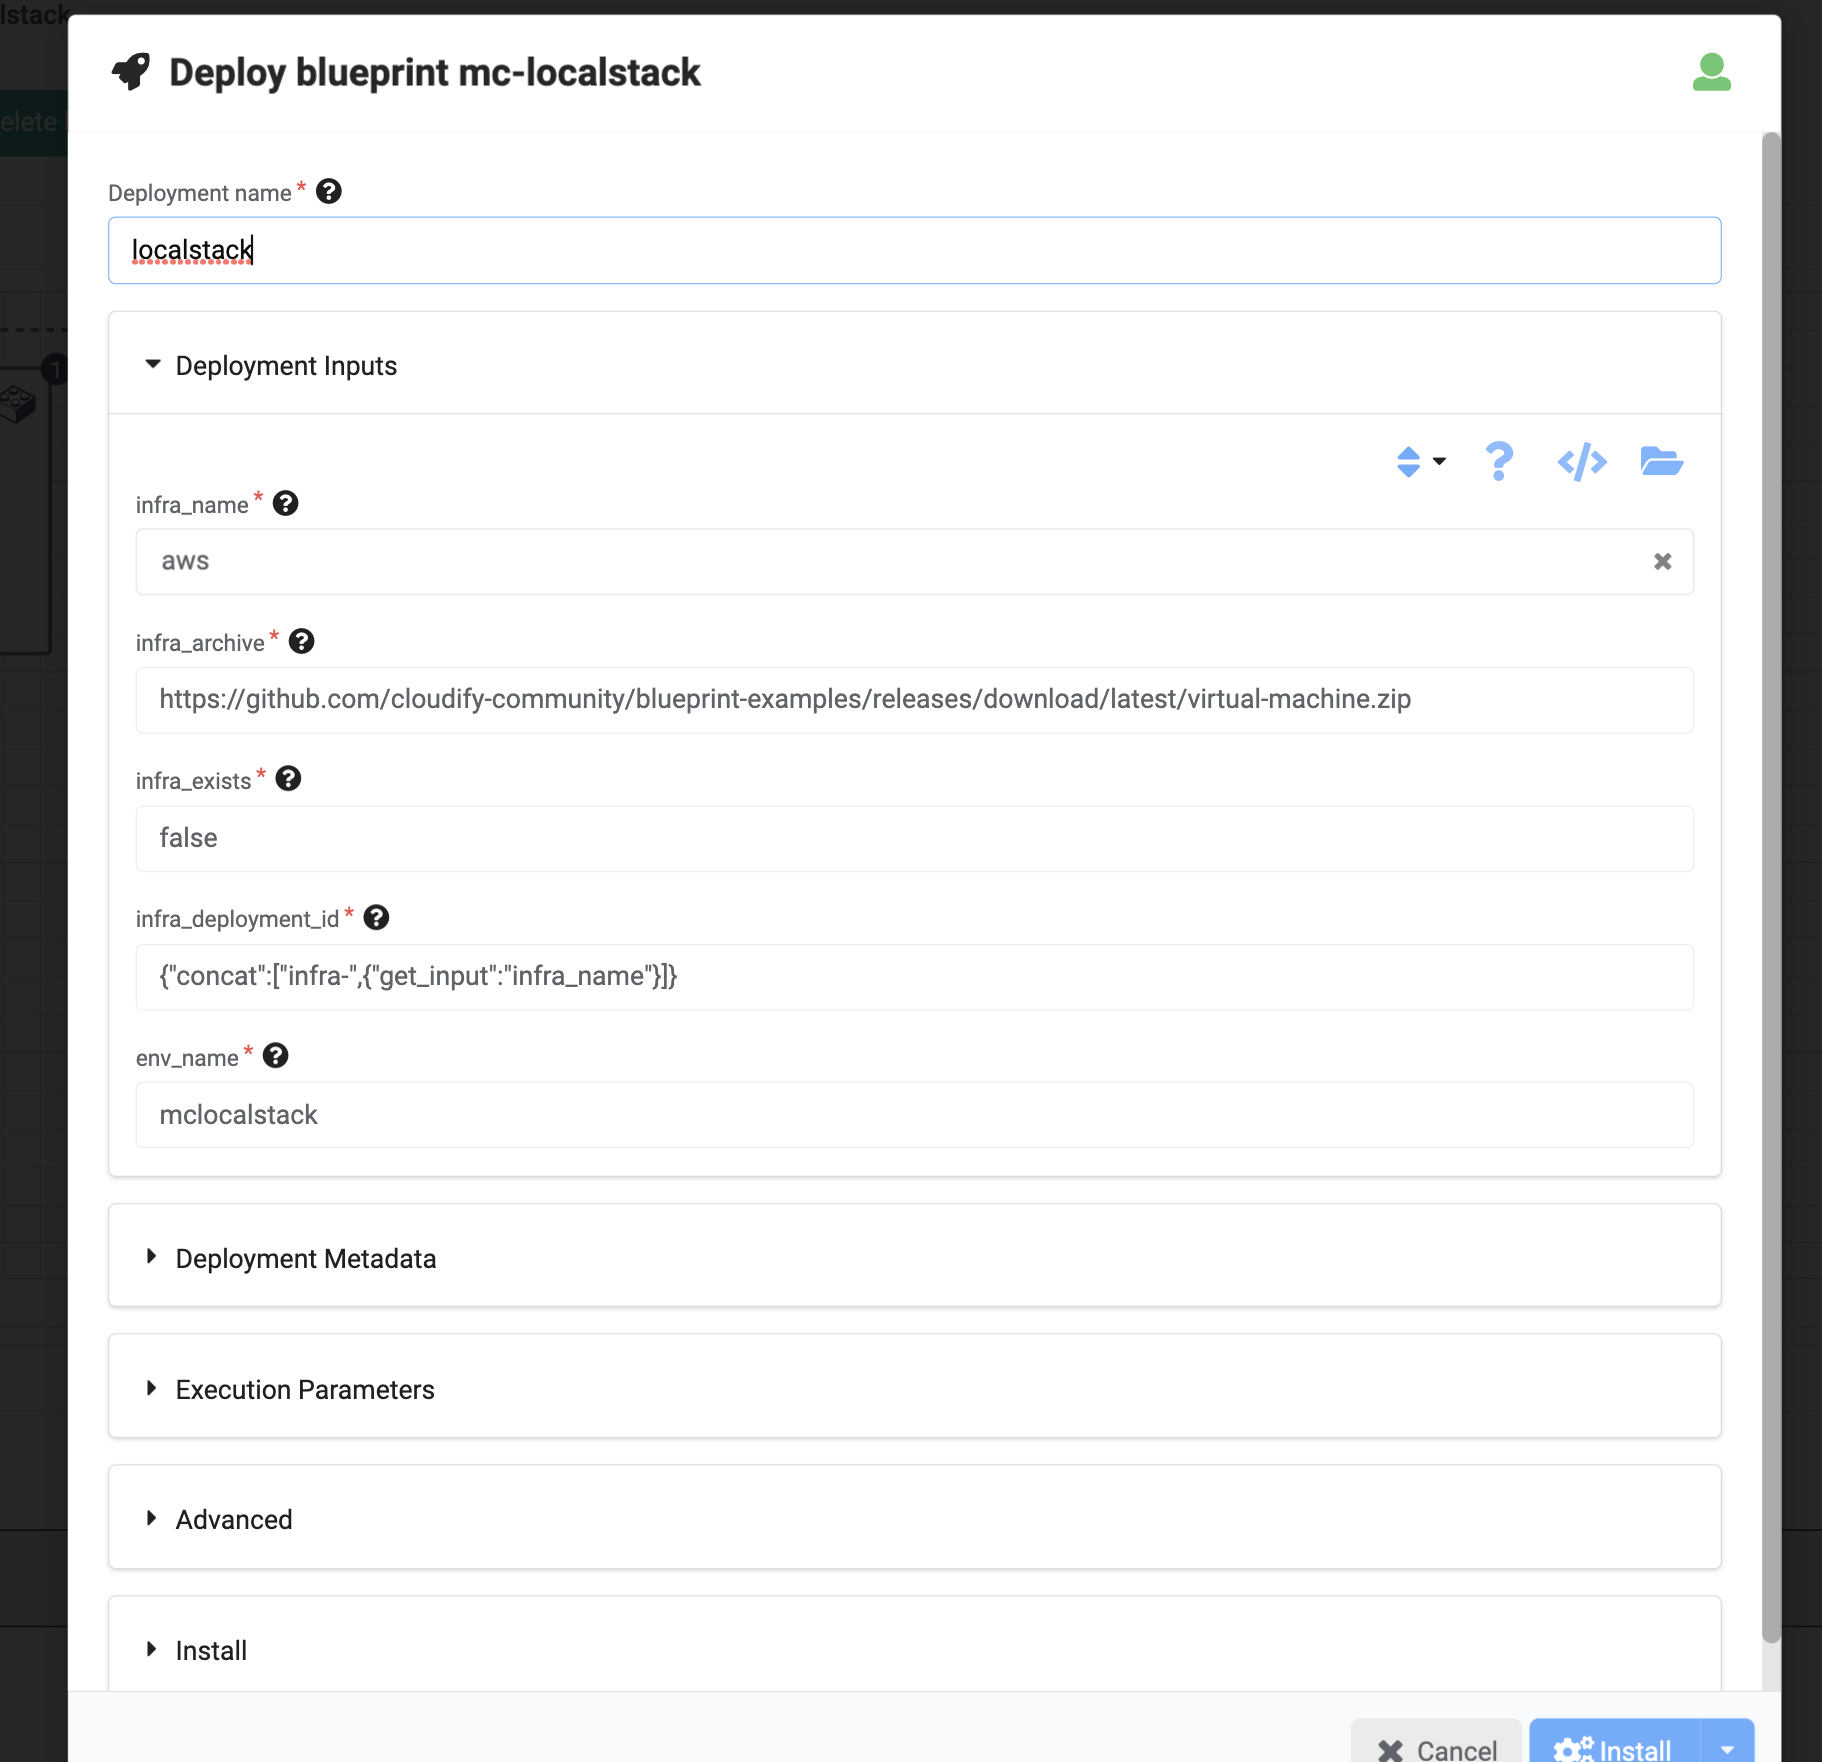 lstack
Deploy blueprint mc-localstack
elete
Deployment name *
localstack
1
Deployment Inputs
infra_name *
aws
infra_archive *
https://github.com/cloudify-community/blueprint-examples/releases/download/latest/virtual-machine.zip
infra_exists *
false
infra_deployment_id *
{"concat":["infra-",{"get_input":"infra_name"}]}
env_name *
mclocalstack
Deployment Metadata
Execution Parameters
Advanced
Install
Cancel Install